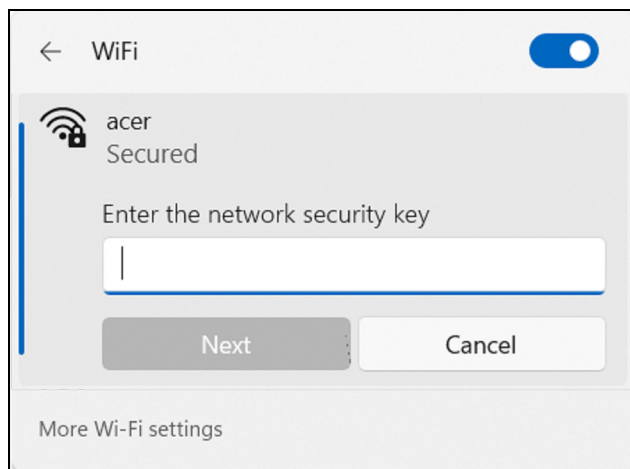 WiFi
acer
Secured
Enter the network security key
Next
Cancel
More Wi-Fi settings